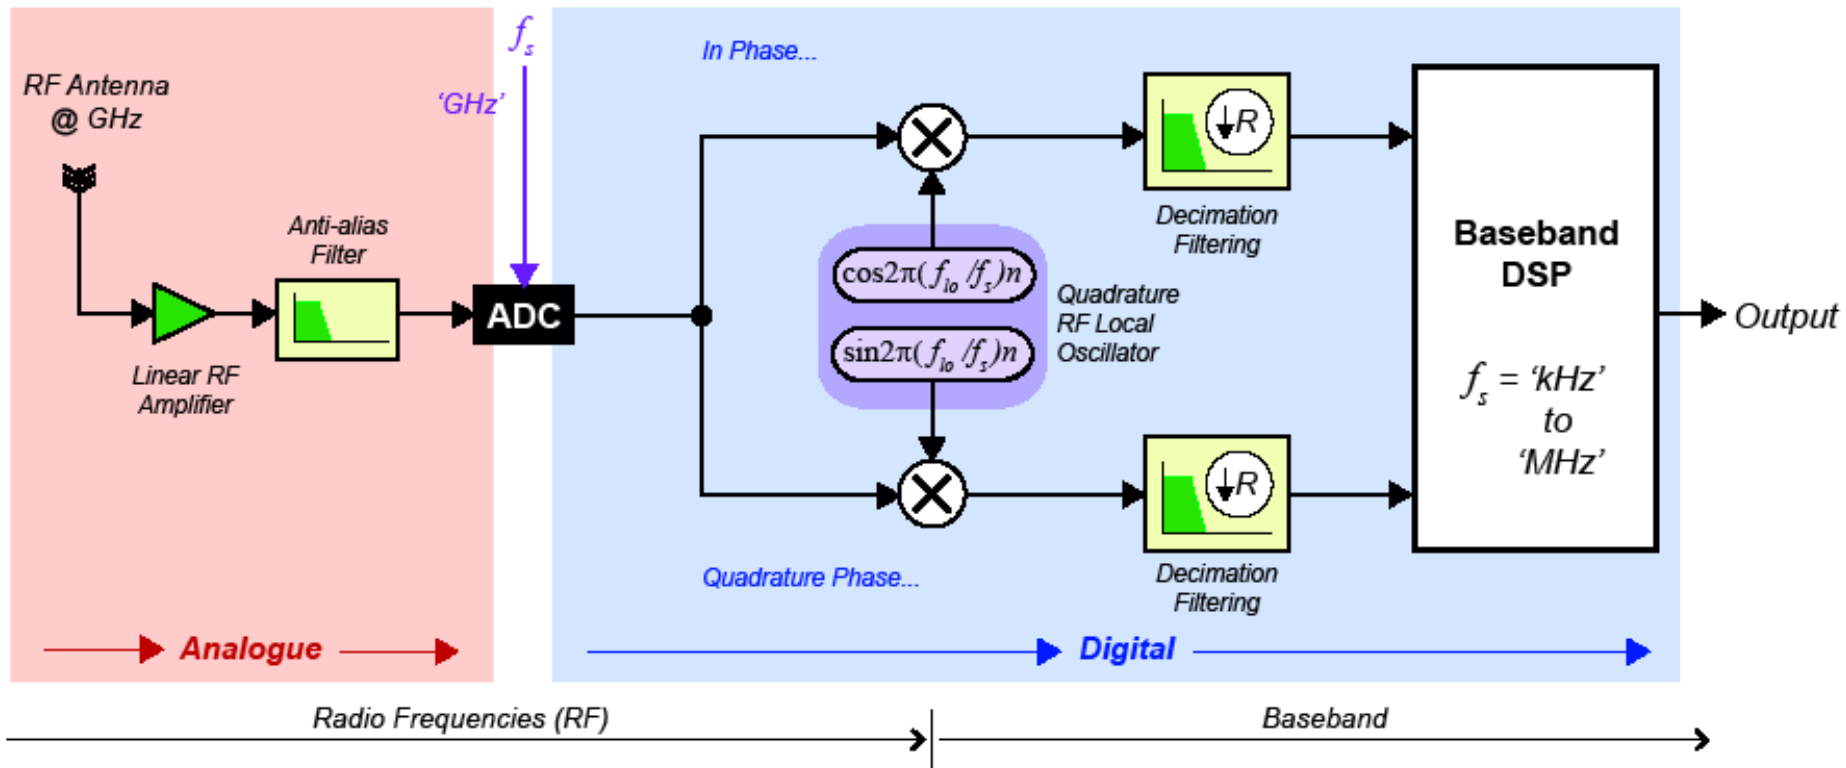 RF Antenna
@ GHz
f_s
'GHz'
Anti-alias
Filter
Linear RF
Amplifier
ADC
In Phase...
↓R
Decimation
Filtering
cos2π(f_lo /f_s)n
sin2π(f_lo /f_s)n
Quadrature
RF Local
Oscillator
↓R
Decimation
Filtering
Quadrature Phase...
Baseband
DSP
f_s = 'kHz'
to
'MHz'
Output
Analogue
Digital
Radio Frequencies (RF)
Baseband